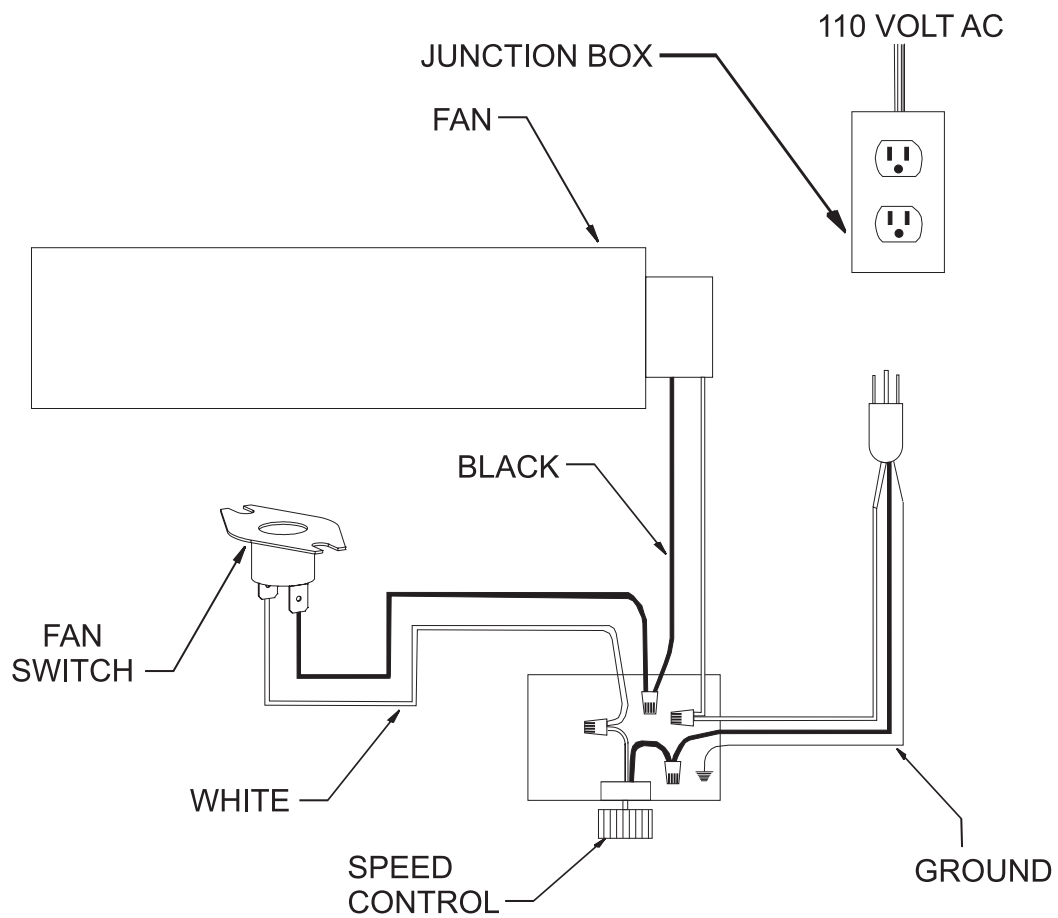 110 VOLT AC
JUNCTION BOX
FAN
BLACK
FAN
SWITCH
WHITE
SPEED
CONTROL
GROUND